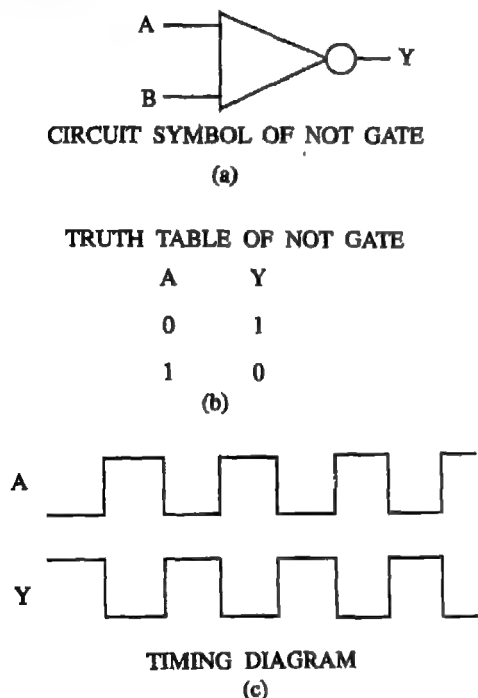 A
Y
B
CIRCUIT SYMBOL OF NOT GATE
(a)
TRUTH TABLE OF NOT GATE
A Y
0 1
1 0
(b)
A
Y
TIMING DIAGRAM
(c)